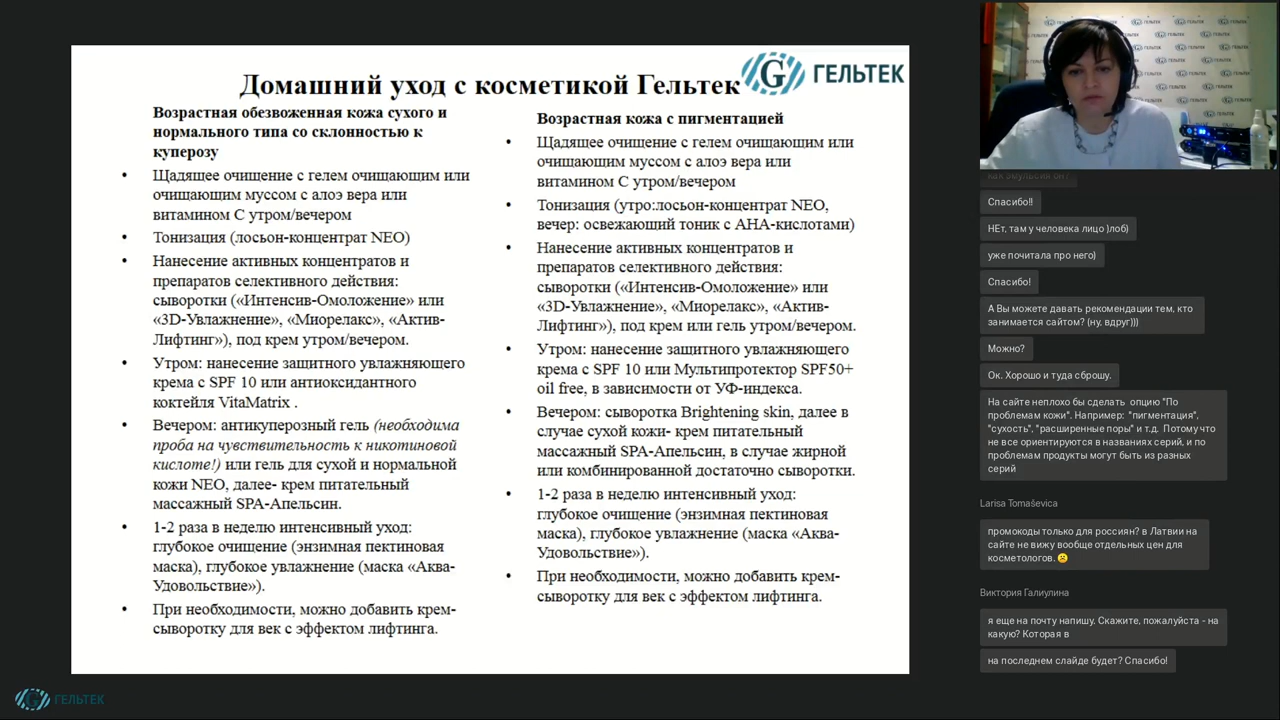 Домашний уход с косметикой Гельтек
ГЕЛЬТЕК
Возрастная обезвоженная кожа сухого и
нормального типа со склонностью к
куперозу
• Щадящее очищение с гелем очищающим или
очищающим муссом с алоэ вера или
витамином С утром/вечером
• Тонизация (лосьон-концентрат NEO)
• Нанесение активных концентратов и
препаратов селективного действия:
сыворотки («Интенсив-Омоложение» или
«3D-Увлажнение», «Миорелакс», «Актив-
Лифтинг»), под крем утром/вечером.
• Утром: нанесение защитного увлажняющего
крема с SPF 10 или антиоксидантного
коктейля VitaMatrix .
• Вечером: антикуперозный гель (необходима
проба на чувствительность к никотиновой
кислоте!) или гель для сухой и нормальной
кожи NEO, далее- крем питательный
массажный SPA-Апельсин.
• 1-2 раза в неделю интенсивный уход:
глубокое очищение (энзимная пектиновая
маска), глубокое увлажнение (маска «Аква-
Удовольствие»).
• При необходимости, можно добавить крем-
сыворотку для век с эффектом лифтинга.
Возрастная кожа с пигментацией
• Щадящее очищение с гелем очищающим или
очищающим муссом с алоэ вера или
витамином С утром/вечером
• Тонизация (утро:лосьон-концентрат NEO,
вечер: освежающий тоник с АНА-кислотами)
• Нанесение активных концентратов и
препаратов селективного действия:
сыворотки («Интенсив-Омоложение» или
«3D-Увлажнение», «Миорелакс», «Актив-
Лифтинг»), под крем или гель утром/вечером.
• Утром: нанесение защитного увлажняющего
крема с SPF 10 или Мультипротектор SPF50+
oil free, в зависимости от УФ-индекса.
• Вечером: сыворотка Brightening skin, далее в
случае сухой кожи- крем питательный
массажный SPA-Апельсин, в случае жирной
или комбинированной достаточно сыворотки.
• 1-2 раза в неделю интенсивный уход:
глубокое очищение (энзимная пектиновая
маска), глубокое увлажнение (маска «Аква-
Удовольствие»).
• При необходимости, можно добавить крем-
сыворотку для век с эффектом лифтинга.
ГЕЛЬТЕК
как эмульсия он?
Спасибо!!
НЕт, там у человека лицо )лоб)
уже почитала про него)
Спасибо!
А Вы можете давать рекомендации тем, кто
занимается сайтом? (ну, вдруг)))
Можно?
Ок. Хорошо и туда сброшу.
На сайте неплохо бы сделать опцию "По
проблемам кожи". Например: "пигментация",
"сухость", "расширенные поры" и т.д. Потому что
не все ориентируются в названиях серий, и по
проблемам продукты могут быть из разных
серий
Larisa Tomaševica
промокоды только для россиян? в Латвии на
сайте не вижу вообще отдельных цен для
косметологов. ☹️
Виктория Галиулина
я еще на почту напишу. Скажите, пожалуйста - на
какую? Которая в
на последнем слайде будет? Спасибо!